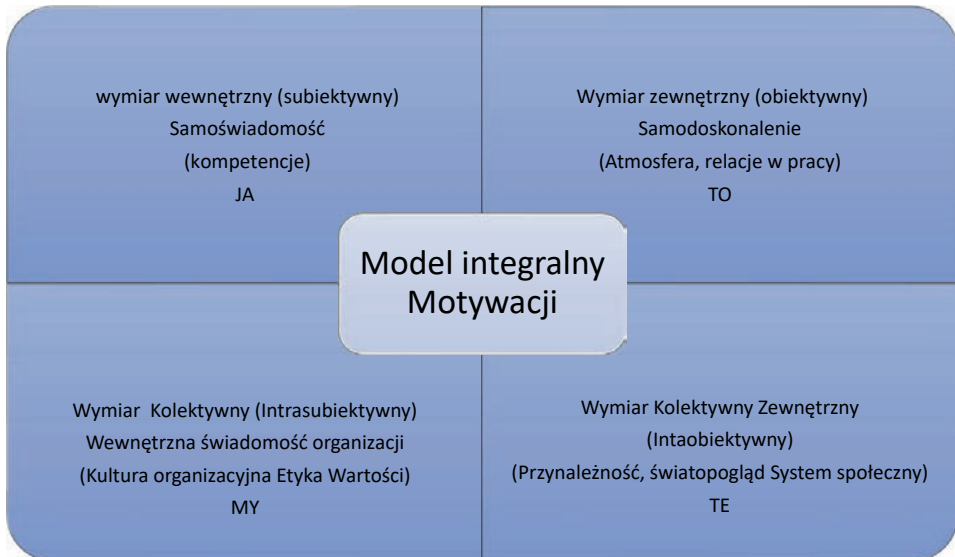 wymiar wewnętrzny (subiektywny)
Samoświadomość
(kompetencje)
JA
Wymiar zewnętrzny (obiektywny)
Samodoskonalenie
(Atmosfera, relacje w pracy)
TO
Model integralny
Motywacji
Wymiar Kolektywny (Intrasubiektywny)
Wewnętrzna świadomość organizacji
(Kultura organizacyjna Etyka Wartości)
MY
Wymiar Kolektywny Zewnętrzny
(Intaobiektywny)
(Przynależność, światopogląd System społeczny)
TE